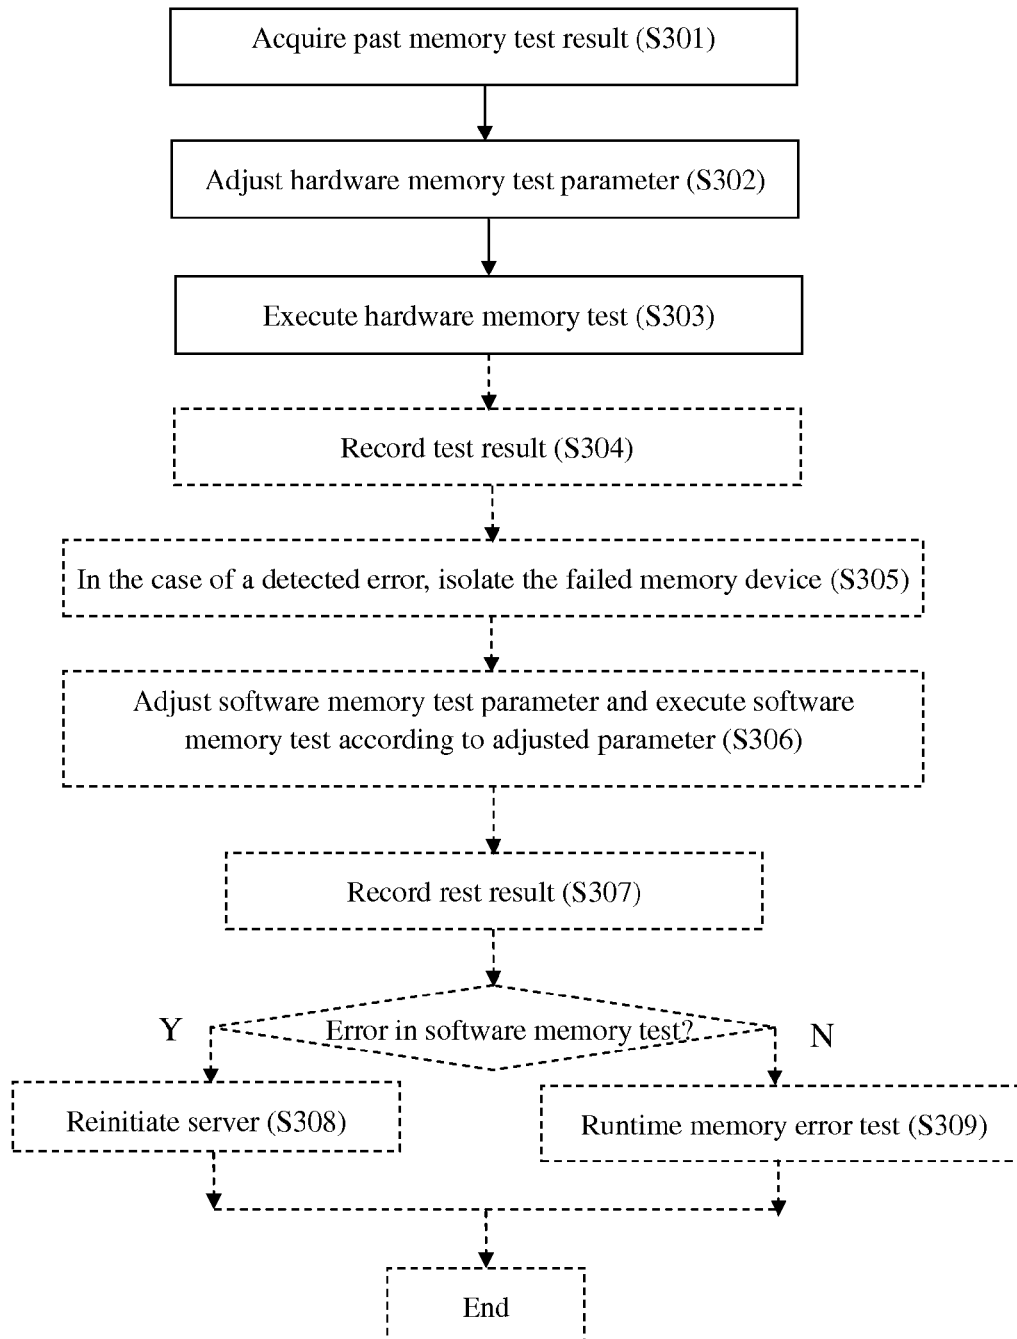 Acquire past memory test result (S301)
Adjust hardware memory test parameter (S302)
Execute hardware memory test (S303)
Record test result (S304)
In the case of a detected error, isolate the failed memory device (S305)
Adjust software memory test parameter and execute software
memory test according to adjusted parameter (S306)
Record rest result (S307)
Error in software memory test?
Y
N
Reinitiate server (S308)
Runtime memory error test (S309)
End